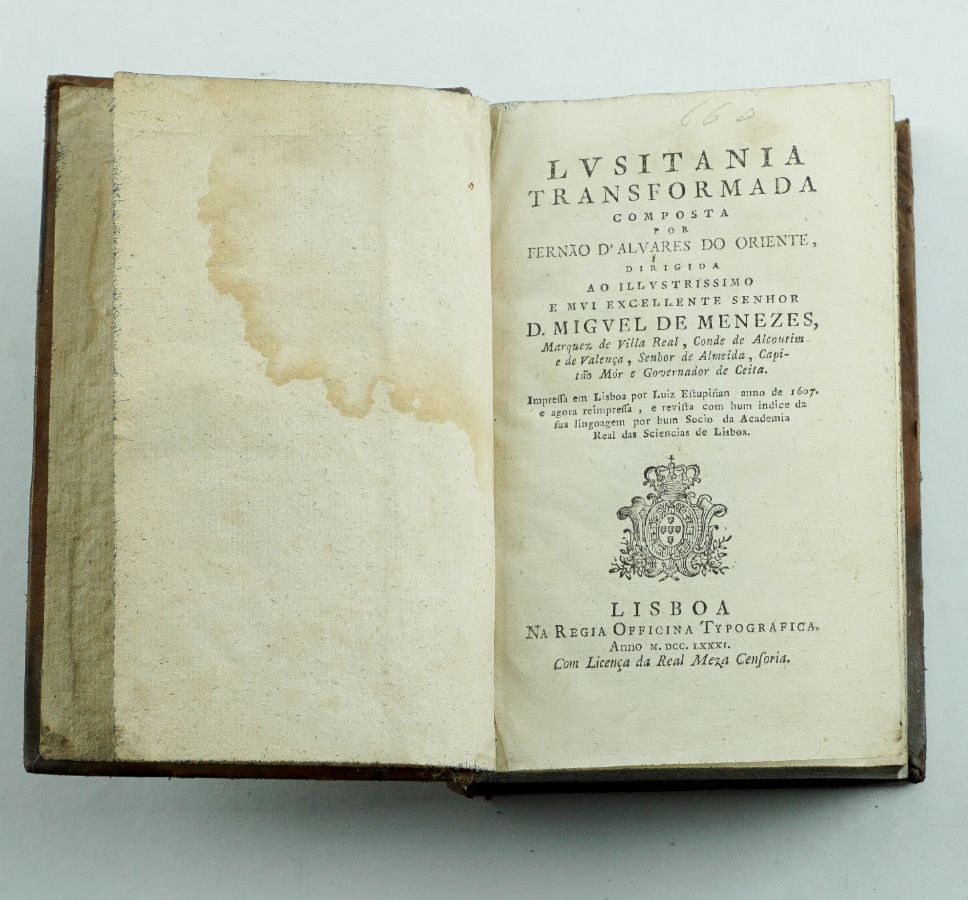 660
LVSITANIA
TRANSFORMADA
COMPOSTA
POR
FERNÃO D'ALVARES DO ORIENTE,
DIRIGIDA
AO ILLVSTRISSIMO
E MVI EXCELLENTE SENHOR
D. MIGVEL DE MENEZES,
Marquez de Villa Real, Conde de Alcoutim
e de Valença, Senhor de Almeida, Capi-
tão Mór e Governador de Ceita.
Impreſſa em Lisboa por Luiz Eſtupiñan anno de 1607.
e agora reimpreſſa, e reviſta com hum indice da
ſua lingoagem por hum Socio da Academia
Real das Sciencias de Lisboa.
LISBOA
NA REGIA OFFICINA TYPOGRAFICA.
Anno M. DCC. LXXXI.
Com Licença da Real Meza Cenſoria.